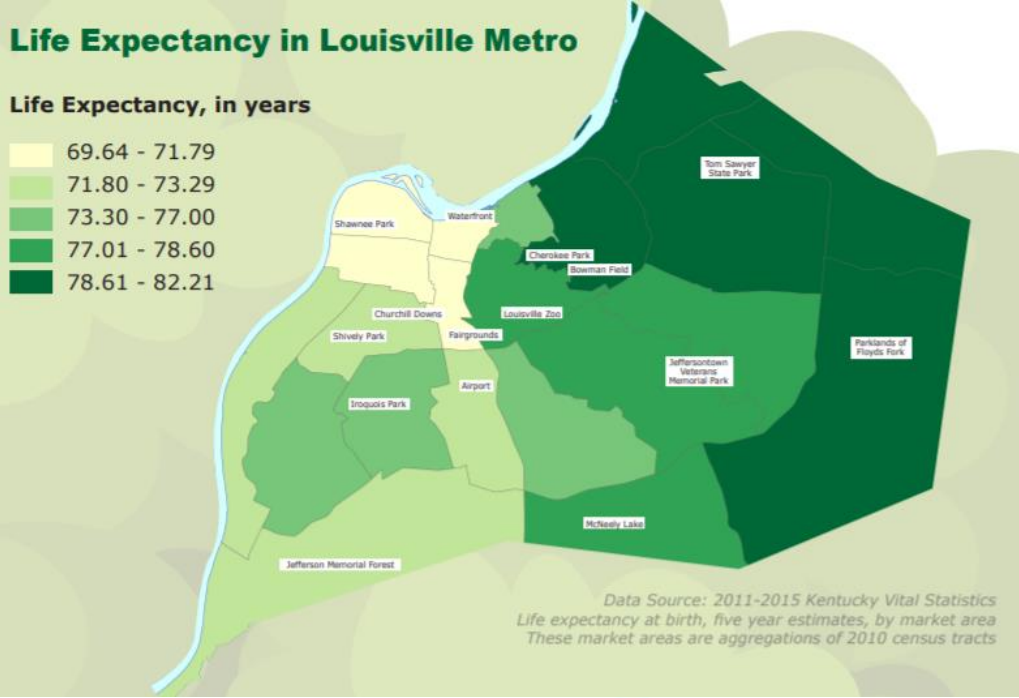 Life Expectancy in Louisville Metro
Life Expectancy, in years
69.64 - 71.79
71.80 - 73.29
73.30 - 77.00
77.01 - 78.60
78.61 - 82.21
Tom Sawyer
State Park
Shawnee Park
Waterfront
Cherokee Park
Bowman Field
Churchill Downs
Louisville Zoo
Shively Park
Fairgrounds
Parklands of
Floyds Fork
Jeffersontown
Veterans
Memorial Park
Airport
Iroquois Park
McNeely Lake
Jefferson Memorial Forest
Data Source: 2011-2015 Kentucky Vital Statistics
Life expectancy at birth, five year estimates, by market area
These market areas are aggregations of 2010 census tracts